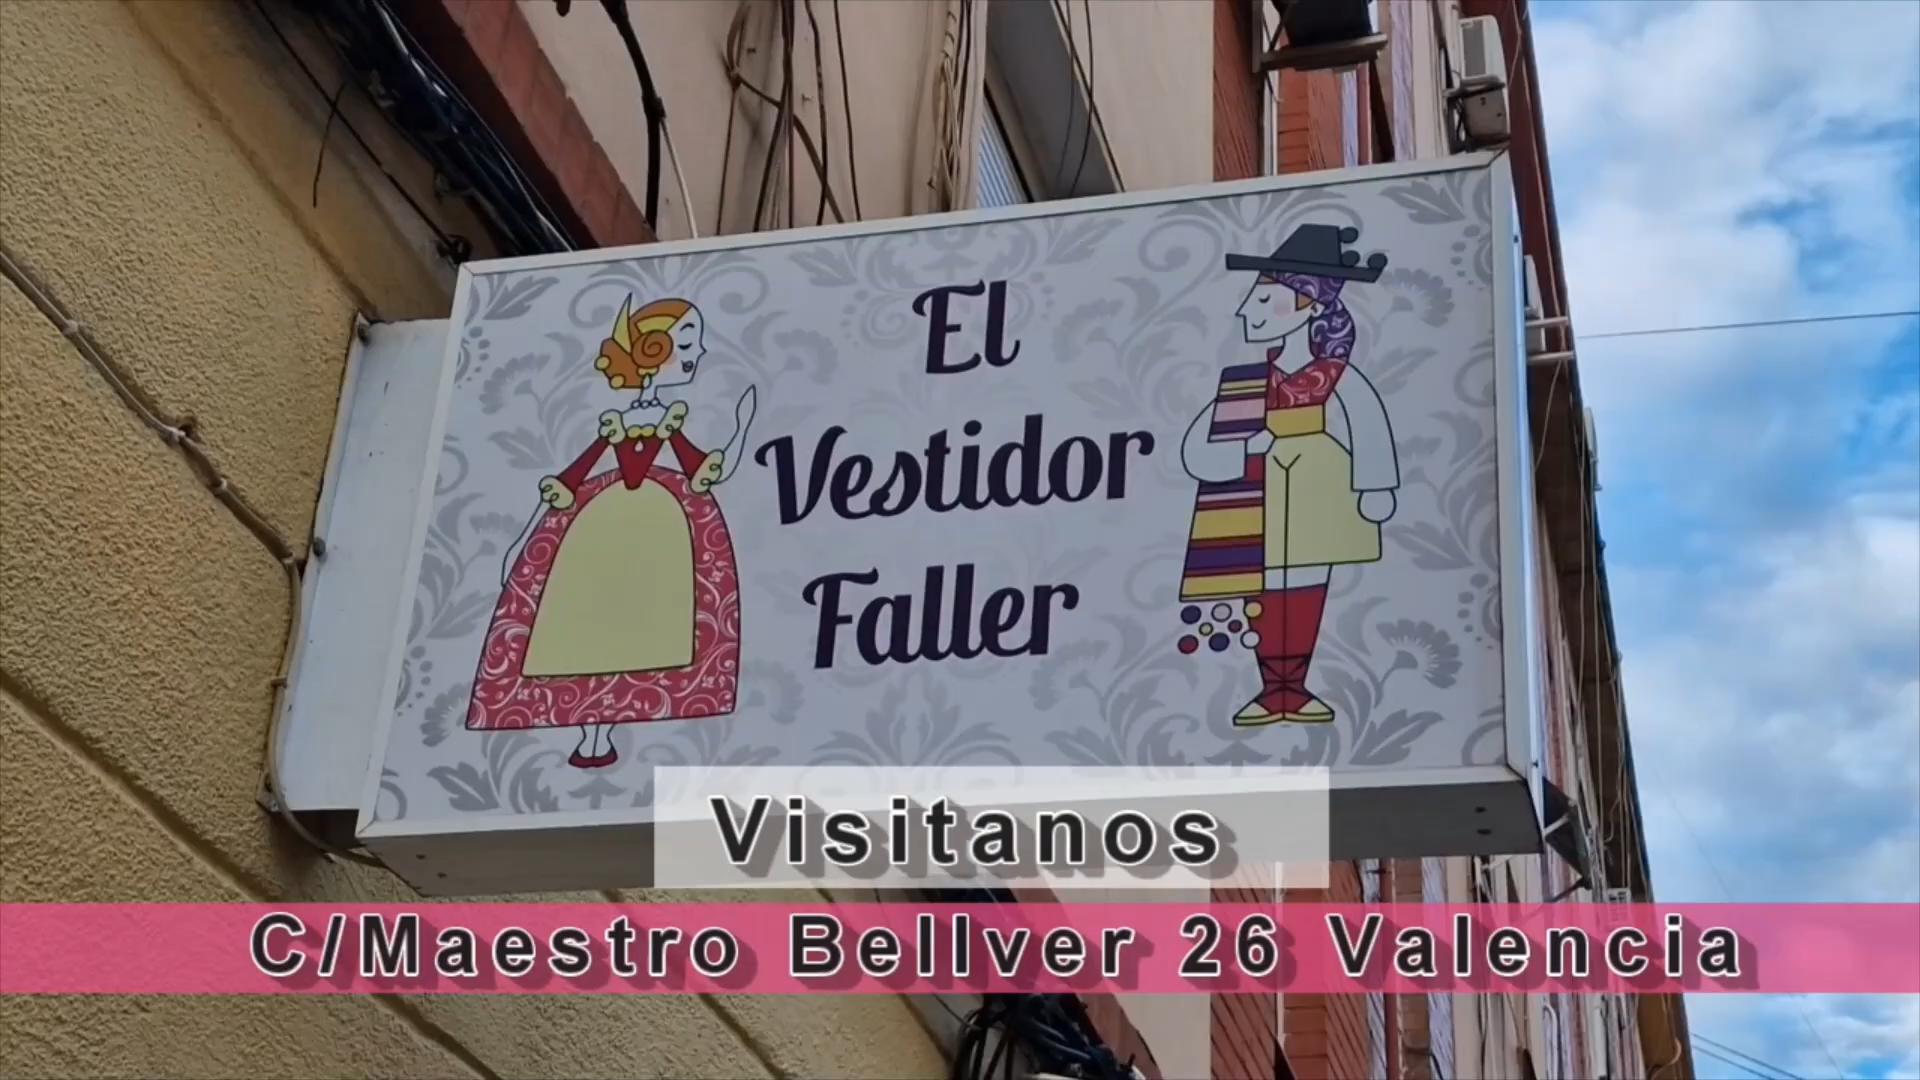 El
Vestidor
Faller
Visitanos
C/Maestro Bellver 26 Valencia